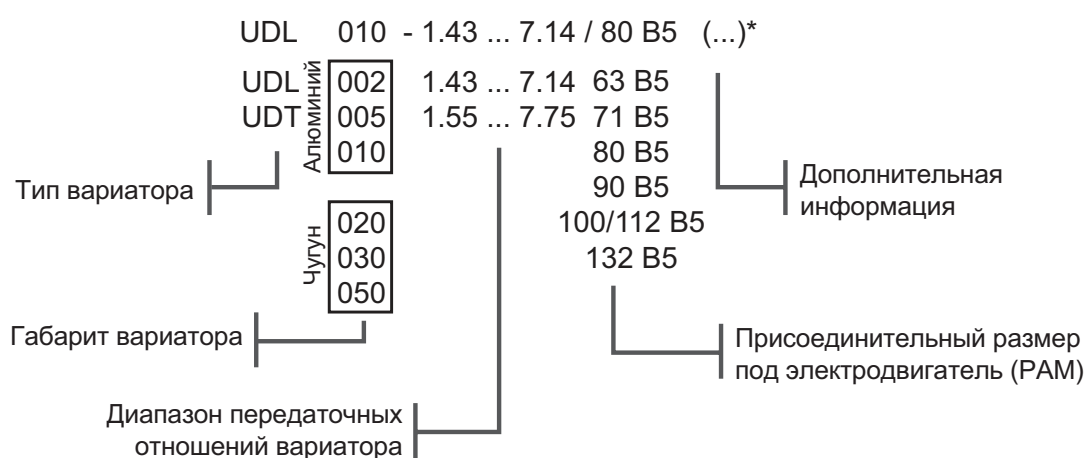 UDL 010 - 1.43 ... 7.14 / 80 B5 (...)*
UDL 002 1.43 ... 7.14 63 B5
UDT 005 1.55 ... 7.75 71 B5
010 80 B5
90 B5
Алюминий
Тип вариатора
Дополнительная
информация
020 100/112 B5
030 132 B5
050
Чугун
Габарит вариатора
Присоединительный размер
под электродвигатель (PAM)
Диапазон передаточных
отношений вариатора